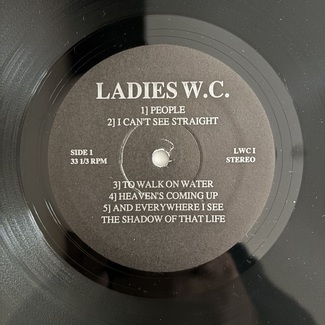 LADIES W.C.
1] PEOPLE
2] I CAN'T SEE STRAIGHT
SIDE 1
33 1/3 RPM
LWC I
STEREO
3] TO WALK ON WATER
4] HEAVEN'S COMING UP
5] AND EVERYWHERE I SEE
THE SHADOW OF THAT LIFE